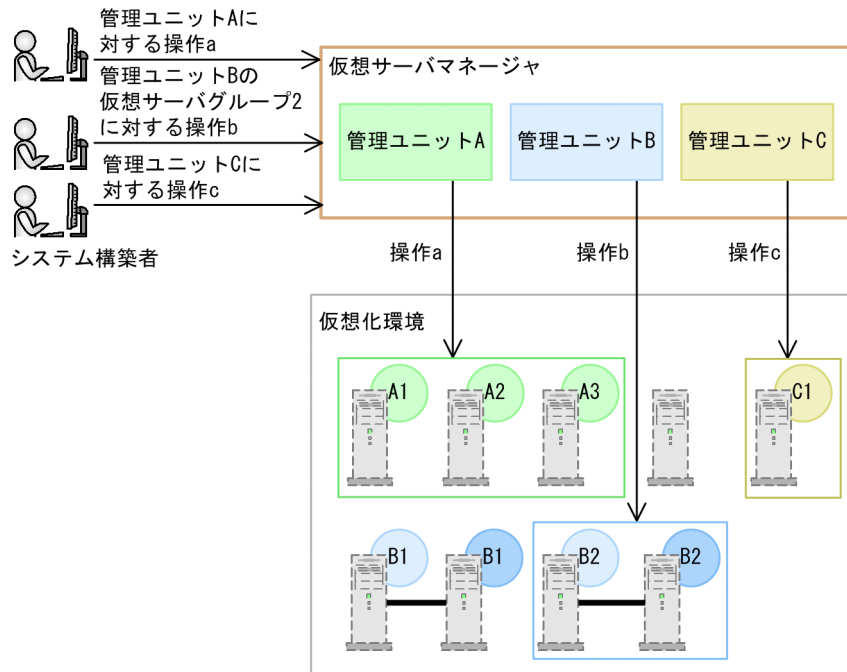 管理ユニットAに
対する操作a
管理ユニットBの
仮想サーバグループ2
に対する操作b
管理ユニットCに
対する操作c
システム構築者
仮想サーバマネージャ
管理ユニットA
管理ユニットB
管理ユニットC
操作a
操作b
操作c
仮想化環境
A1
A2
A3
C1
B1
B1
B2
B2